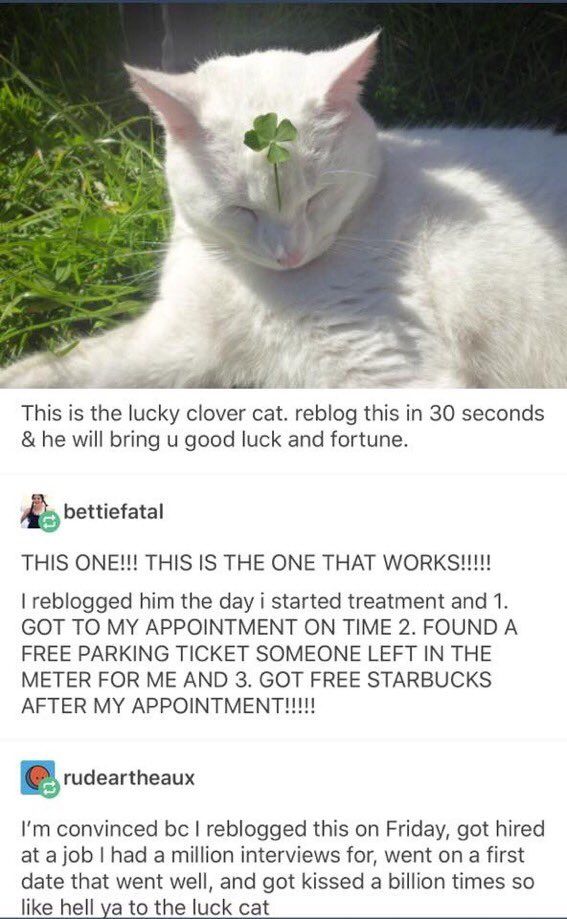 This is the lucky clover cat. reblog this in 30 seconds
& he will bring u good luck and fortune.
bettiefatal
THIS ONE!!! THIS IS THE ONE THAT WORKS!!!!!
I reblogged him the day i started treatment and 1.
GOT TO MY APPOINTMENT ON TIME 2. FOUND A
FREE PARKING TICKET SOMEONE LEFT IN THE
METER FOR ME AND 3. GOT FREE STARBUCKS
AFTER MY APPOINTMENT!!!!!
rudeartheaux
I'm convinced bc I reblogged this on Friday, got hired
at a job I had a million interviews for, went on a first
date that went well, and got kissed a billion times so
like hell ya to the luck cat